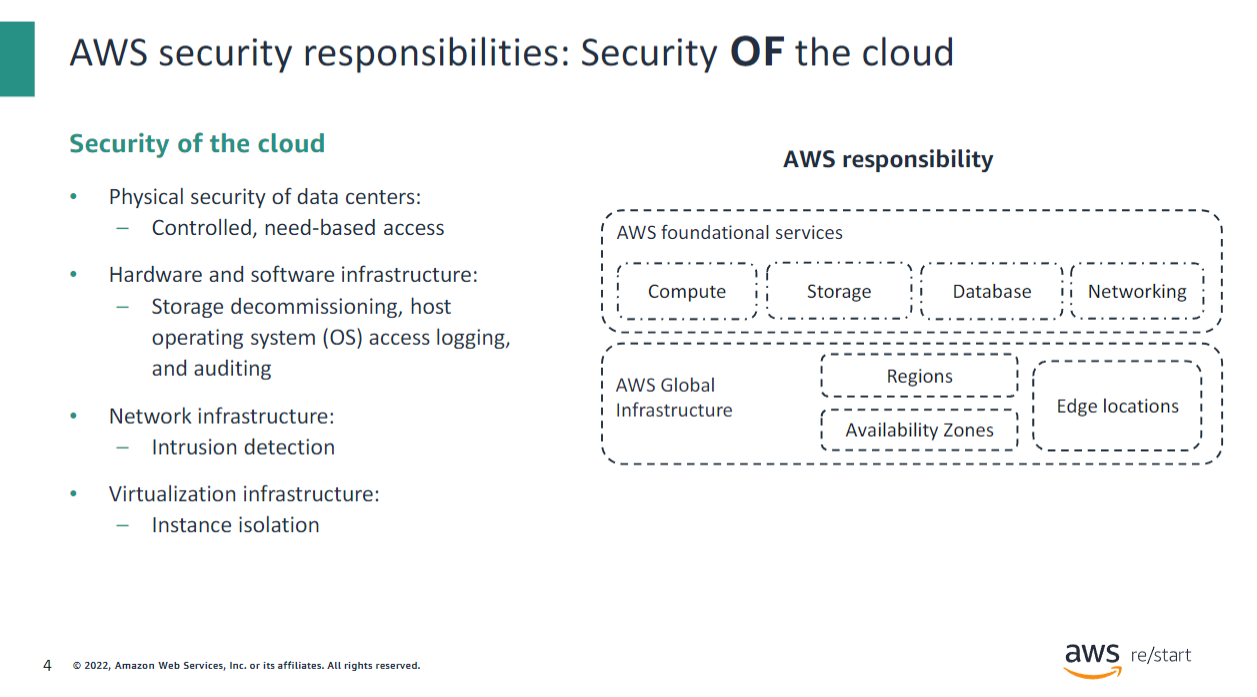 AWS security responsibilities: Security OF the cloud
Security of the cloud
• Physical security of data centers:
– Controlled, need-based access
• Hardware and software infrastructure:
– Storage decommissioning, host
operating system (OS) access logging,
and auditing
• Network infrastructure:
– Intrusion detection
• Virtualization infrastructure:
– Instance isolation
AWS responsibility
AWS foundational services
Compute
Storage
Database
Networking
AWS Global
Infrastructure
Regions
Availability Zones
Edge locations
4
© 2022, Amazon Web Services, Inc. or its affiliates. All rights reserved.
aws re/start